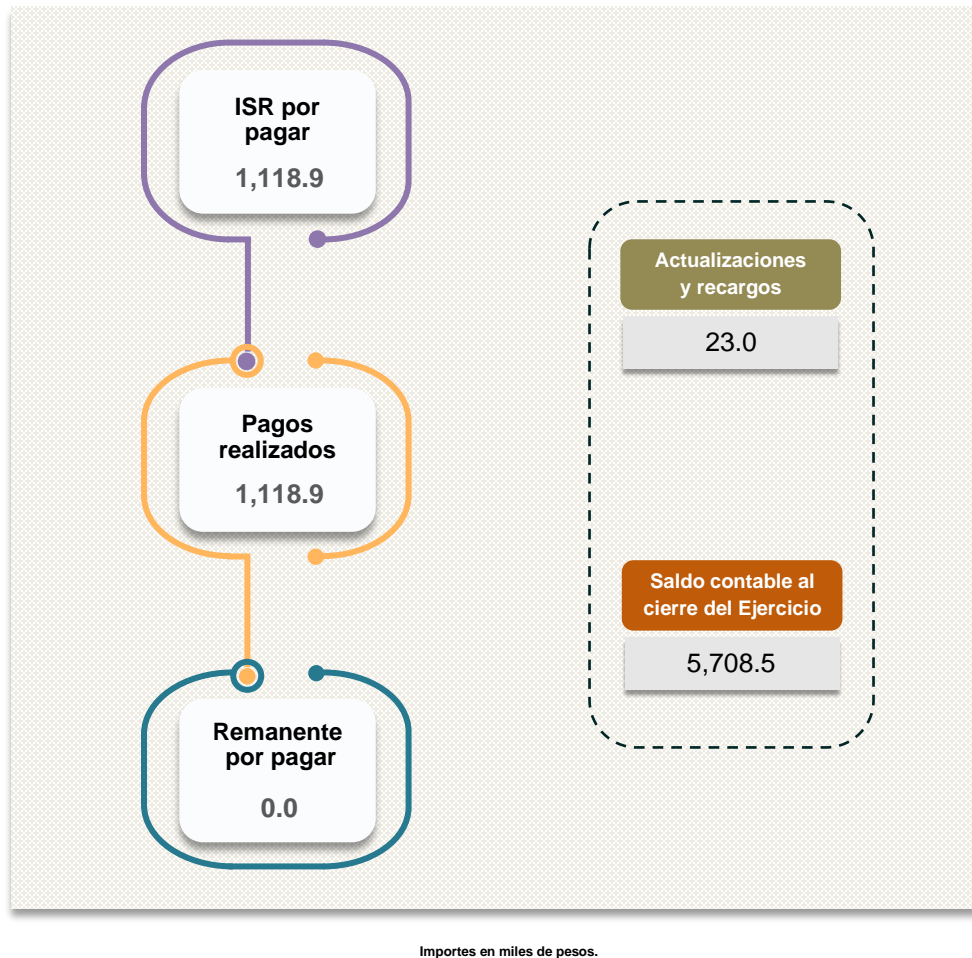 ISR por
pagar
1,118.9
Pagos
realizados
1,118.9
Remanente
por pagar
0.0
Actualizaciones
y recargos
23.0
Saldo contable al
cierre del Ejercicio
5,708.5
Importes en miles de pesos.